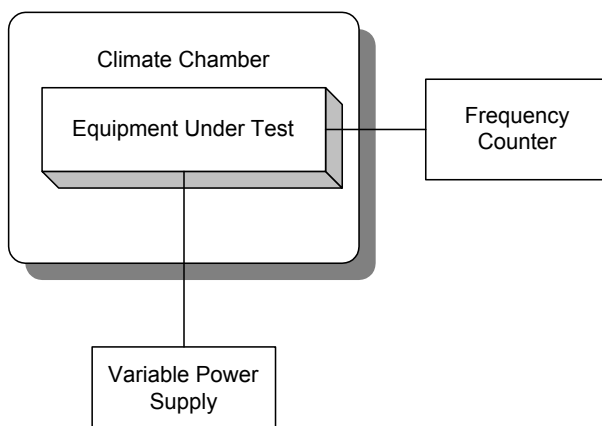 Climate Chamber
Equipment Under Test
Frequency
Counter
Variable Power
Supply